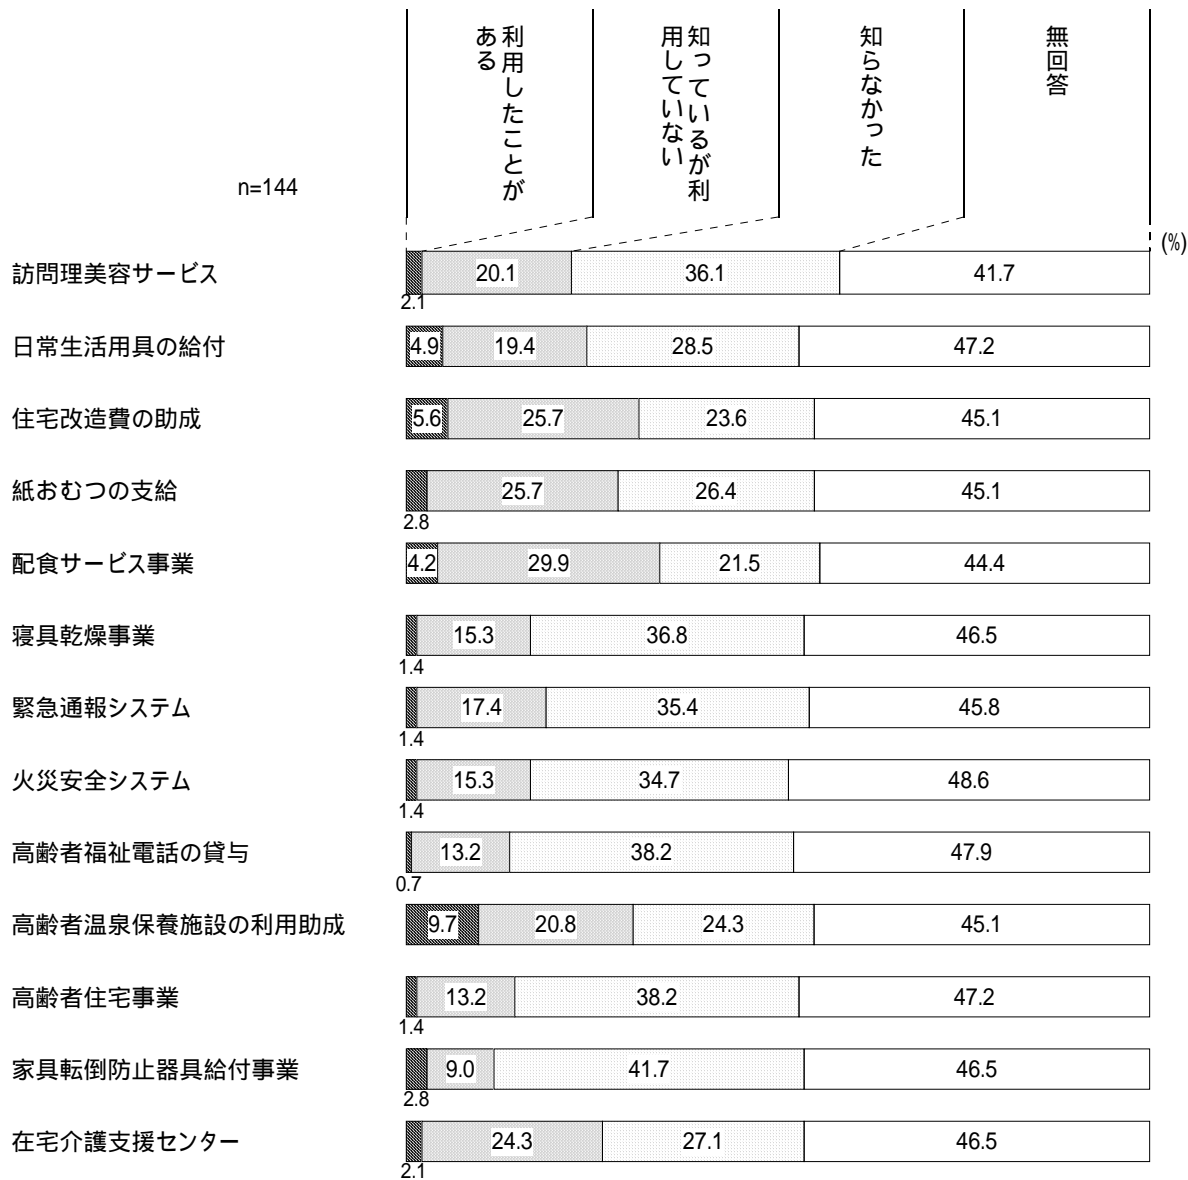 利用したことが
ある
知っているが利
用していない
知らなかった
無回答
n=144
(%)
訪問理美容サービス
20.1
36.1
41.7
2.1
日常生活用具の給付
4.9
19.4
28.5
47.2
住宅改造費の助成
5.6
25.7
23.6
45.1
紙おむつの支給
25.7
26.4
45.1
2.8
配食サービス事業
4.2
29.9
21.5
44.4
寝具乾燥事業
15.3
36.8
46.5
1.4
緊急通報システム
17.4
35.4
45.8
1.4
火災安全システム
15.3
34.7
48.6
1.4
高齢者福祉電話の貸与
13.2
38.2
47.9
0.7
高齢者温泉保養施設の利用助成
9.7
20.8
24.3
45.1
高齢者住宅事業
13.2
38.2
47.2
1.4
家具転倒防止器具給付事業
9.0
41.7
46.5
2.8
在宅介護支援センター
24.3
27.1
46.5
2.1